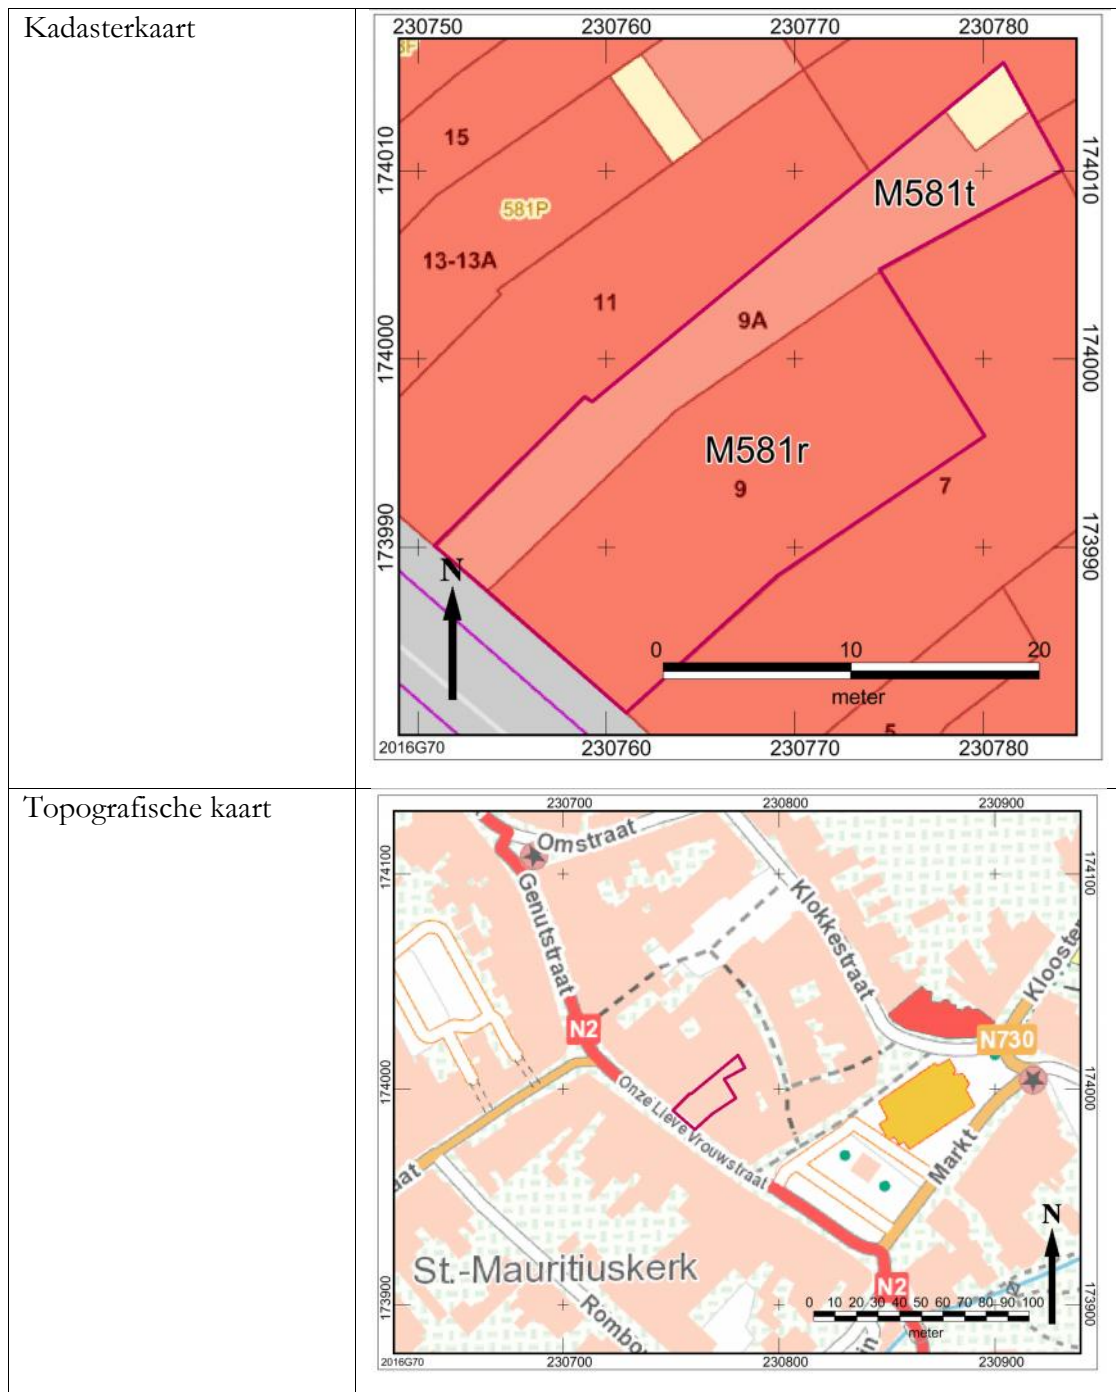 Kadasterkaart
230750 230760 230770 230780
174010
174000
173990
15
581P
13-13A
11
9A
M581t
M581r
9
7
5
174010
174000
173990
N
0 10 20
meter
2016G70
230760 230770 230780
Topografische kaart
230700 230800 230900
174100
174000
173900
Omstraat
Genutstraat
Klokkestraat
Klooster
N2
N730
Onze Lieve Vrouwstraat
Markt
aat
St.-Mauritiuskerk
N2
N
0 10 20 30 40 50 60 70 80 90 100
meter
174100
174000
173900
2016G70
230700 230800 230900